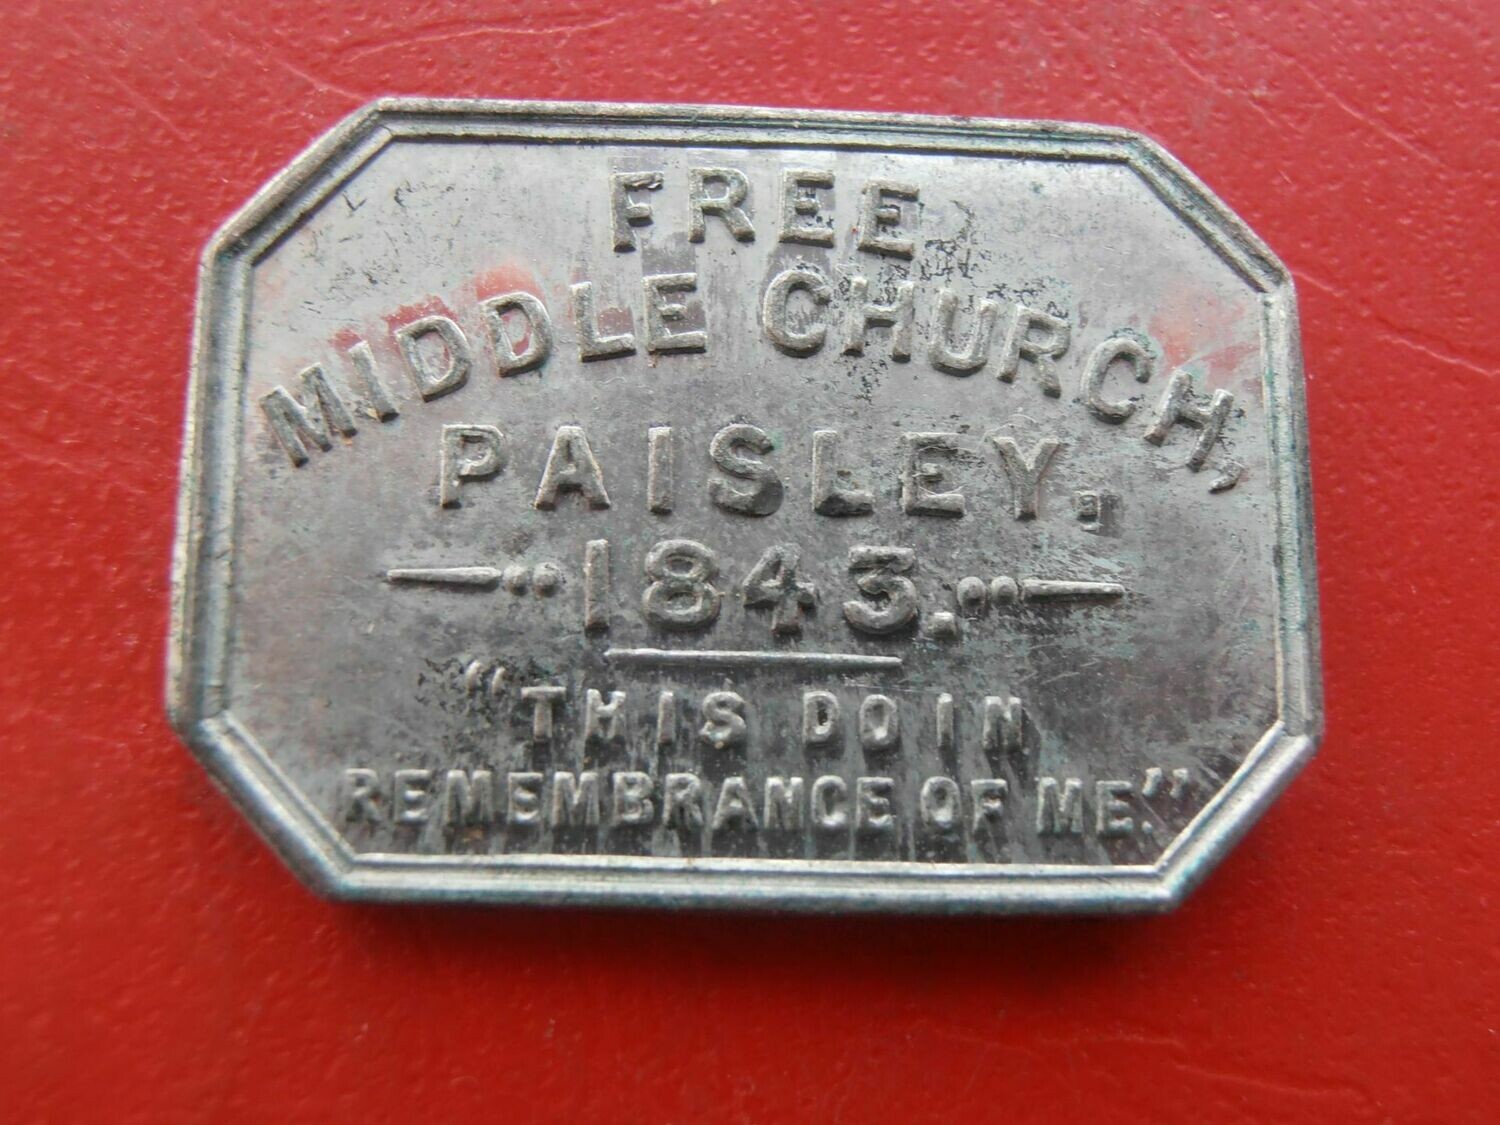 FREE
MIDDLE CHURCH,
PAISLEY,
1843.
"THIS DO IN
REMEMBRANCE OF ME."